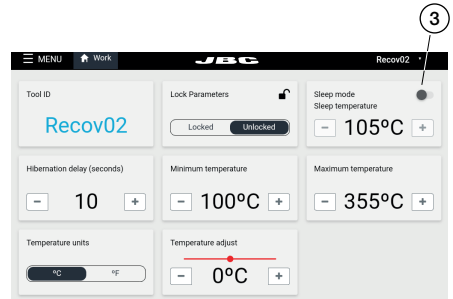 3
MENU Work JBC Recov02
Tool ID
Recov02
Lock Parameters
Locked Unlocked
Sleep mode
Sleep temperature
- 105ºC +
Hibernation delay (seconds)
- 10 +
Minimum temperature
- 100ºC +
Maximum temperature
- 355ºC +
Temperature units
ºC ºF
Temperature adjust
- 0ºC +